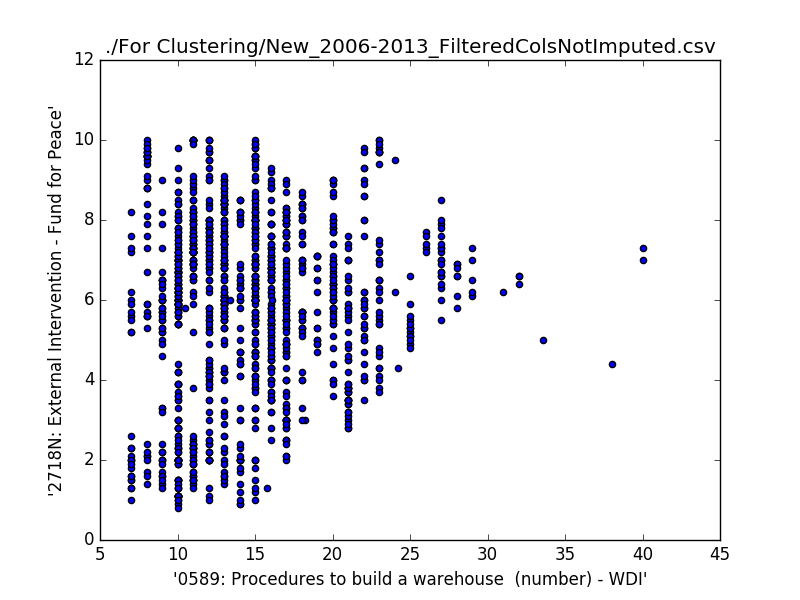 ./For Clustering/New_2006-2013_FilteredColsNotImputed.csv
12
10
8
6
4
2
0
'2718N: External Intervention - Fund for Peace'
5 10 15 20 25 30 35 40 45
'0589: Procedures to build a warehouse  (number) - WDI'